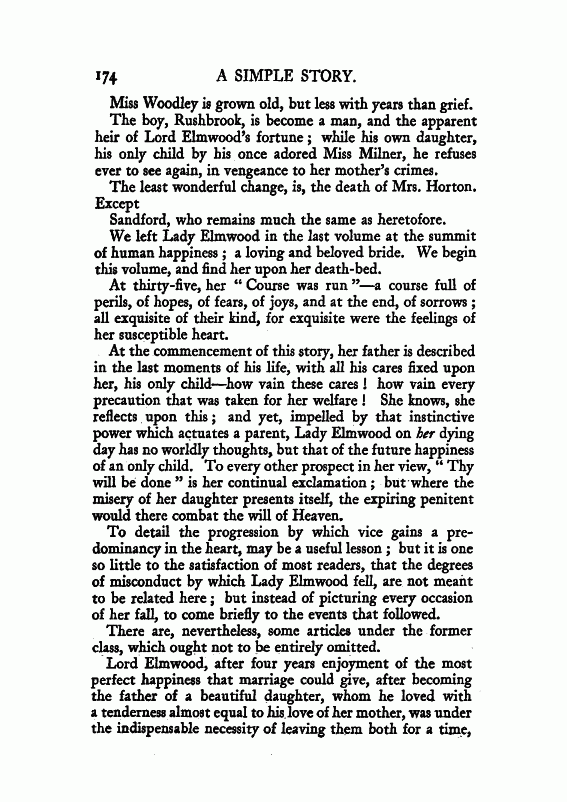 174 A SIMPLE STORY.
Miss Woodley is grown old, but less with years than grief.
The boy, Rushbrook, is become a man, and the apparent
heir of Lord Elmwood's fortune ; while his own daughter,
his only child by his once adored Miss Milner, he refuses
ever to see again, in vengeance to her mother's crimes.
The least wonderful change, is, the death of Mrs. Horton.
Except
Sandford, who remains much the same as heretofore.
We left Lady Elmwood in the last volume at the summit
of human happiness ; a loving and beloved bride. We begin
this volume, and find her upon her death-bed.
At thirty-five, her “ Course was run ”—a course full of
perils, of hopes, of fears, of joys, and at the end, of sorrows ;
all exquisite of their kind, for exquisite were the feelings of
her susceptible heart.
At the commencement of this story, her father is described
in the last moments of his life, with all his cares fixed upon
her, his only child—how vain these cares ! how vain every
precaution that was taken for her welfare ! She knows, she
reflects upon this ; and yet, impelled by that instinctive
power which actuates a parent, Lady Elmwood on her dying
day has no worldly thoughts, but that of the future happiness
of an only child. To every other prospect in her view, “ Thy
will be done ” is her continual exclamation ; but where the
misery of her daughter presents itself, the expiring penitent
would there combat the will of Heaven.
To detail the progression by which vice gains a pre-
dominancy in the heart, may be a useful lesson ; but it is one
so little to the satisfaction of most readers, that the degrees
of misconduct by which Lady Elmwood fell, are not meant
to be related here ; but instead of picturing every occasion
of her fall, to come briefly to the events that followed.
There are, nevertheless, some articles under the former
class, which ought not to be entirely omitted.
Lord Elmwood, after four years enjoyment of the most
perfect happiness that marriage could give, after becoming
the father of a beautiful daughter, whom he loved with
a tenderness almost equal to his love of her mother, was under
the indispensable necessity of leaving them both for a time,